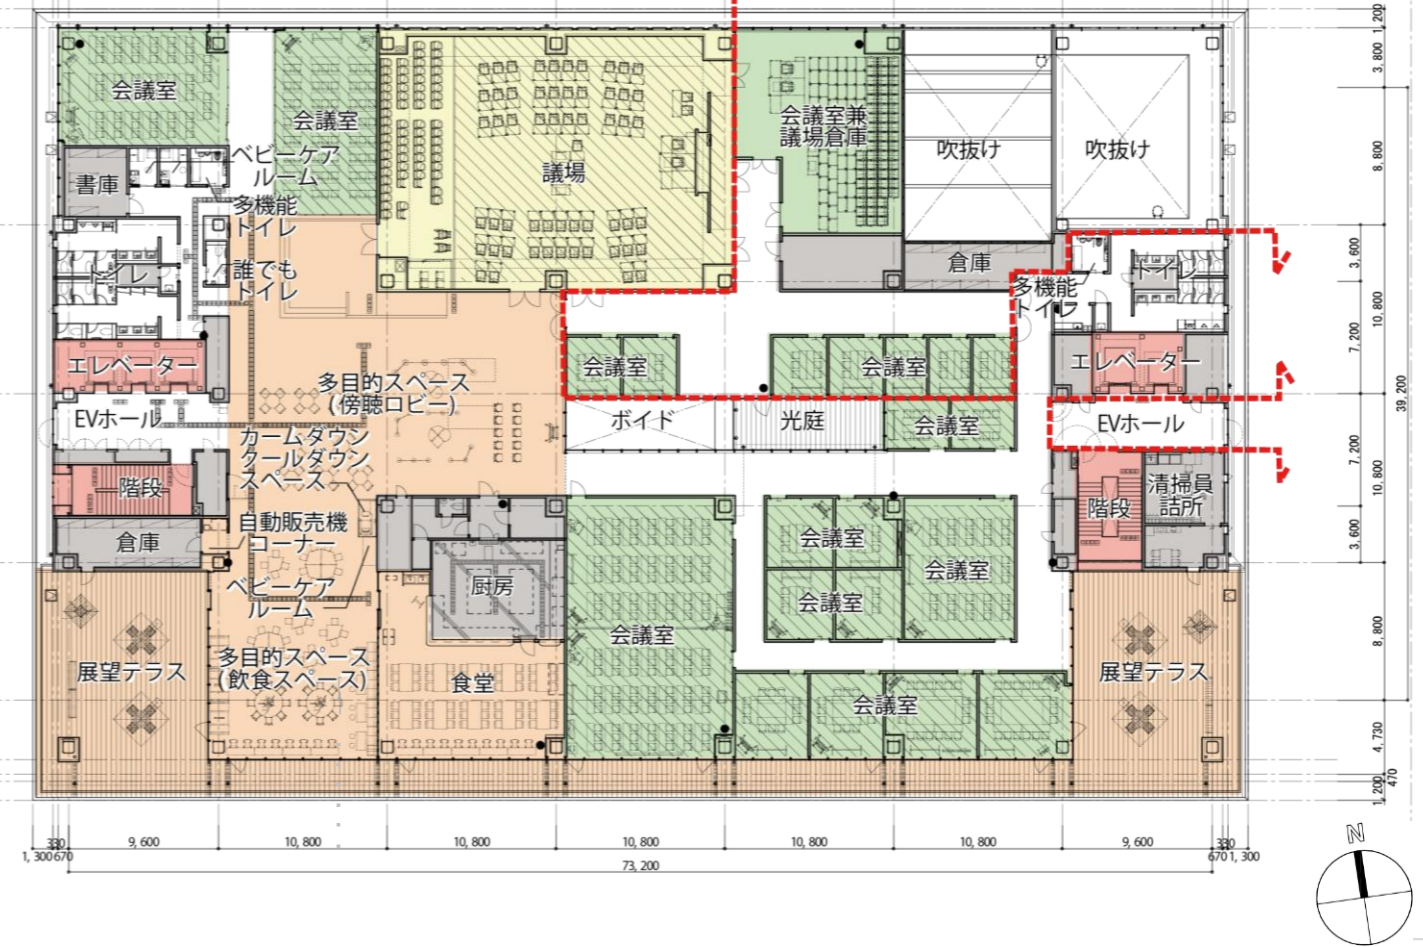 会議室
会議室
ベビーケア
ルーム
書庫
多機能
トイレ
トイレ
誰でも
トイレ
議場
会議室兼
議場倉庫
吹抜け
吹抜け
倉庫
多機能
トイレ
トイレ
エレベーター
EVホール
多目的スペース
(傍聴ロビー)
会議室
会議室
ボイド
光庭
会議室
エレベーター
EVホール
カームダウン
クールダウン
スペース
階段
自動販売機
コーナー
倉庫
ベビーケア
ルーム
厨房
会議室
会議室
会議室
会議室
階段
清掃員
詰所
展望テラス
多目的スペース
(飲食スペース)
食堂
会議室
展望テラス
1,200
3,800
8,800
3,600
10,800
7,200
39,200
7,200
10,800
3,600
8,800
4,730
470
1,200
330
9,600
10,800
10,800
10,800
10,800
10,800
9,600
330
1,300
670
73,200
670
1,300
N